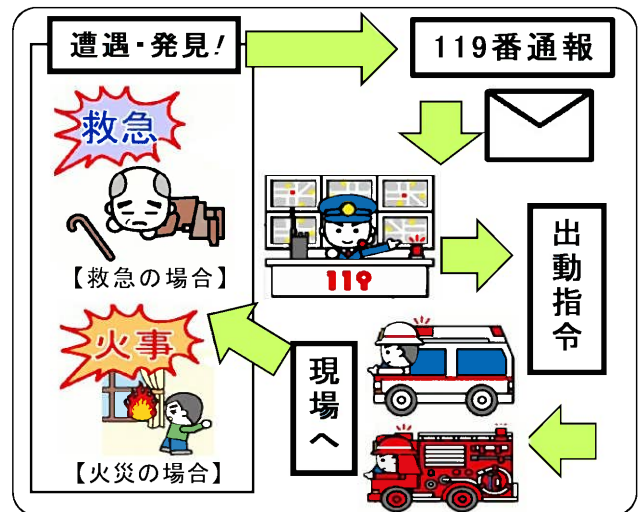 遭遇・発見!
119番通報
救急
【救急の場合】
119
出動指令
火事
現場へ
【火災の場合】